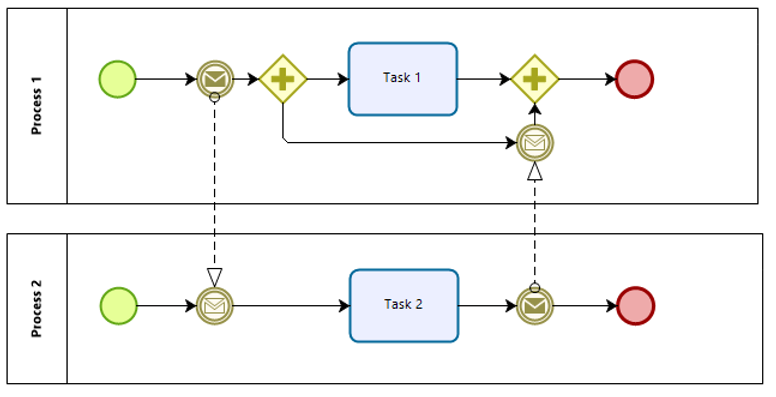 Process 1
Task 1
Process 2
Task 2